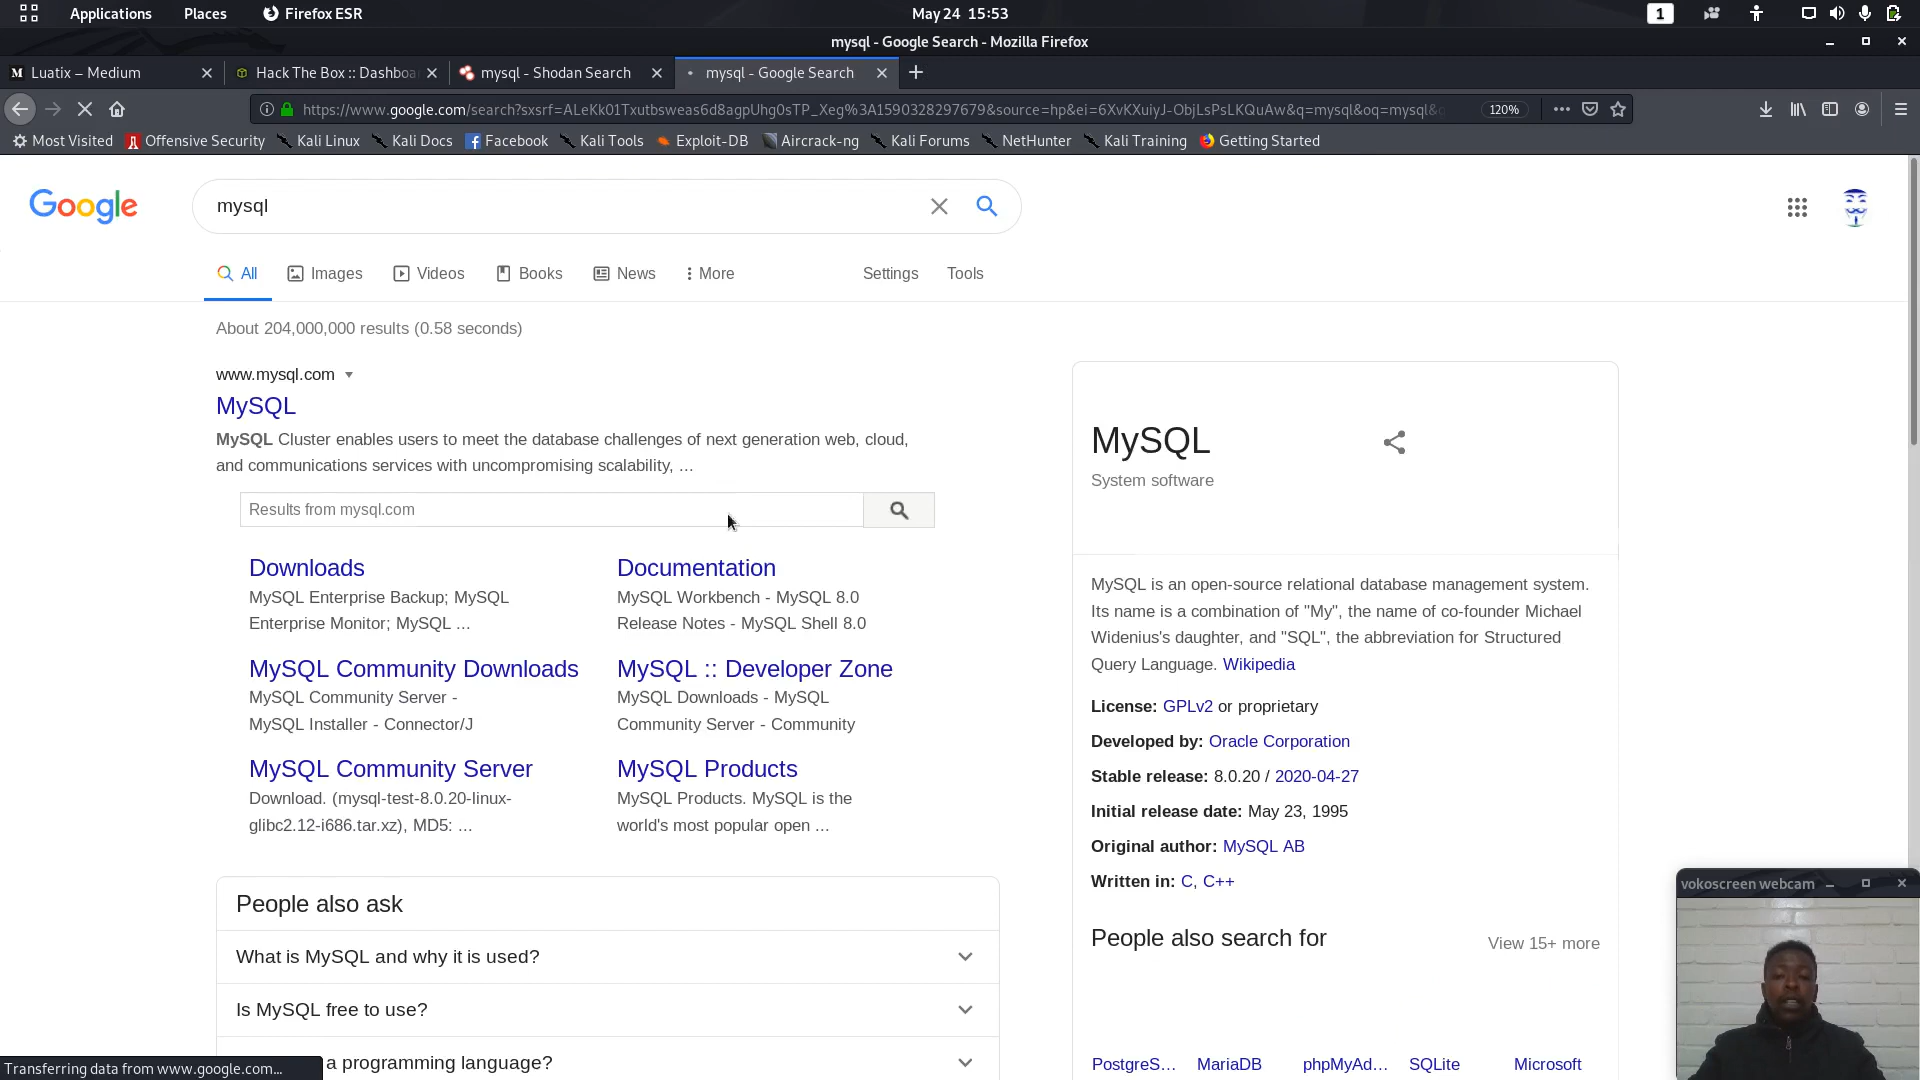 Applications Places Firefox ESR May 24 15:53 1
mysql - Google Search - Mozilla Firefox
M Luatix – Medium Hack The Box :: Dashboa mysql - Shodan Search mysql - Google Search
https://www.google.com/search?sxsrf=ALeKk01Txutbsweas6d8agpUhg0sTP_Xeg%3A1590328297679&source=hp&ei=6XvKXuiyJ-ObjLsPsLKQuAw&q=mysql&oq=mysql& 120%
Most Visited Offensive Security Kali Linux Kali Docs Facebook Kali Tools Exploit-DB Aircrack-ng Kali Forums NetHunter Kali Training Getting Started
Google mysql
All Images Videos Books News More Settings Tools
About 204,000,000 results (0.58 seconds)
www.mysql.com
MySQL
MySQL Cluster enables users to meet the database challenges of next generation web, cloud,
and communications services with uncompromising scalability, ...
Results from mysql.com
Downloads
MySQL Enterprise Backup; MySQL
Enterprise Monitor; MySQL ...
Documentation
MySQL Workbench - MySQL 8.0
Release Notes - MySQL Shell 8.0
MySQL Community Downloads
MySQL Community Server -
MySQL Installer - Connector/J
MySQL :: Developer Zone
MySQL Downloads - MySQL
Community Server - Community
MySQL Community Server
Download. (mysql-test-8.0.20-linux-
glibc2.12-i686.tar.xz), MD5: ...
MySQL Products
MySQL Products. MySQL is the
world's most popular open ...
People also ask
What is MySQL and why it is used?
Is MySQL free to use?
a programming language?
MySQL
System software
MySQL is an open-source relational database management system.
Its name is a combination of "My", the name of co-founder Michael
Widenius's daughter, and "SQL", the abbreviation for Structured
Query Language. Wikipedia
License: GPLv2 or proprietary
Developed by: Oracle Corporation
Stable release: 8.0.20 / 2020-04-27
Initial release date: May 23, 1995
Original author: MySQL AB
Written in: C, C++
People also search for View 15+ more
PostgreS... MariaDB phpMyAd... SQLite Microsoft
vokoscreen webcam
Transferring data from www.google.com...